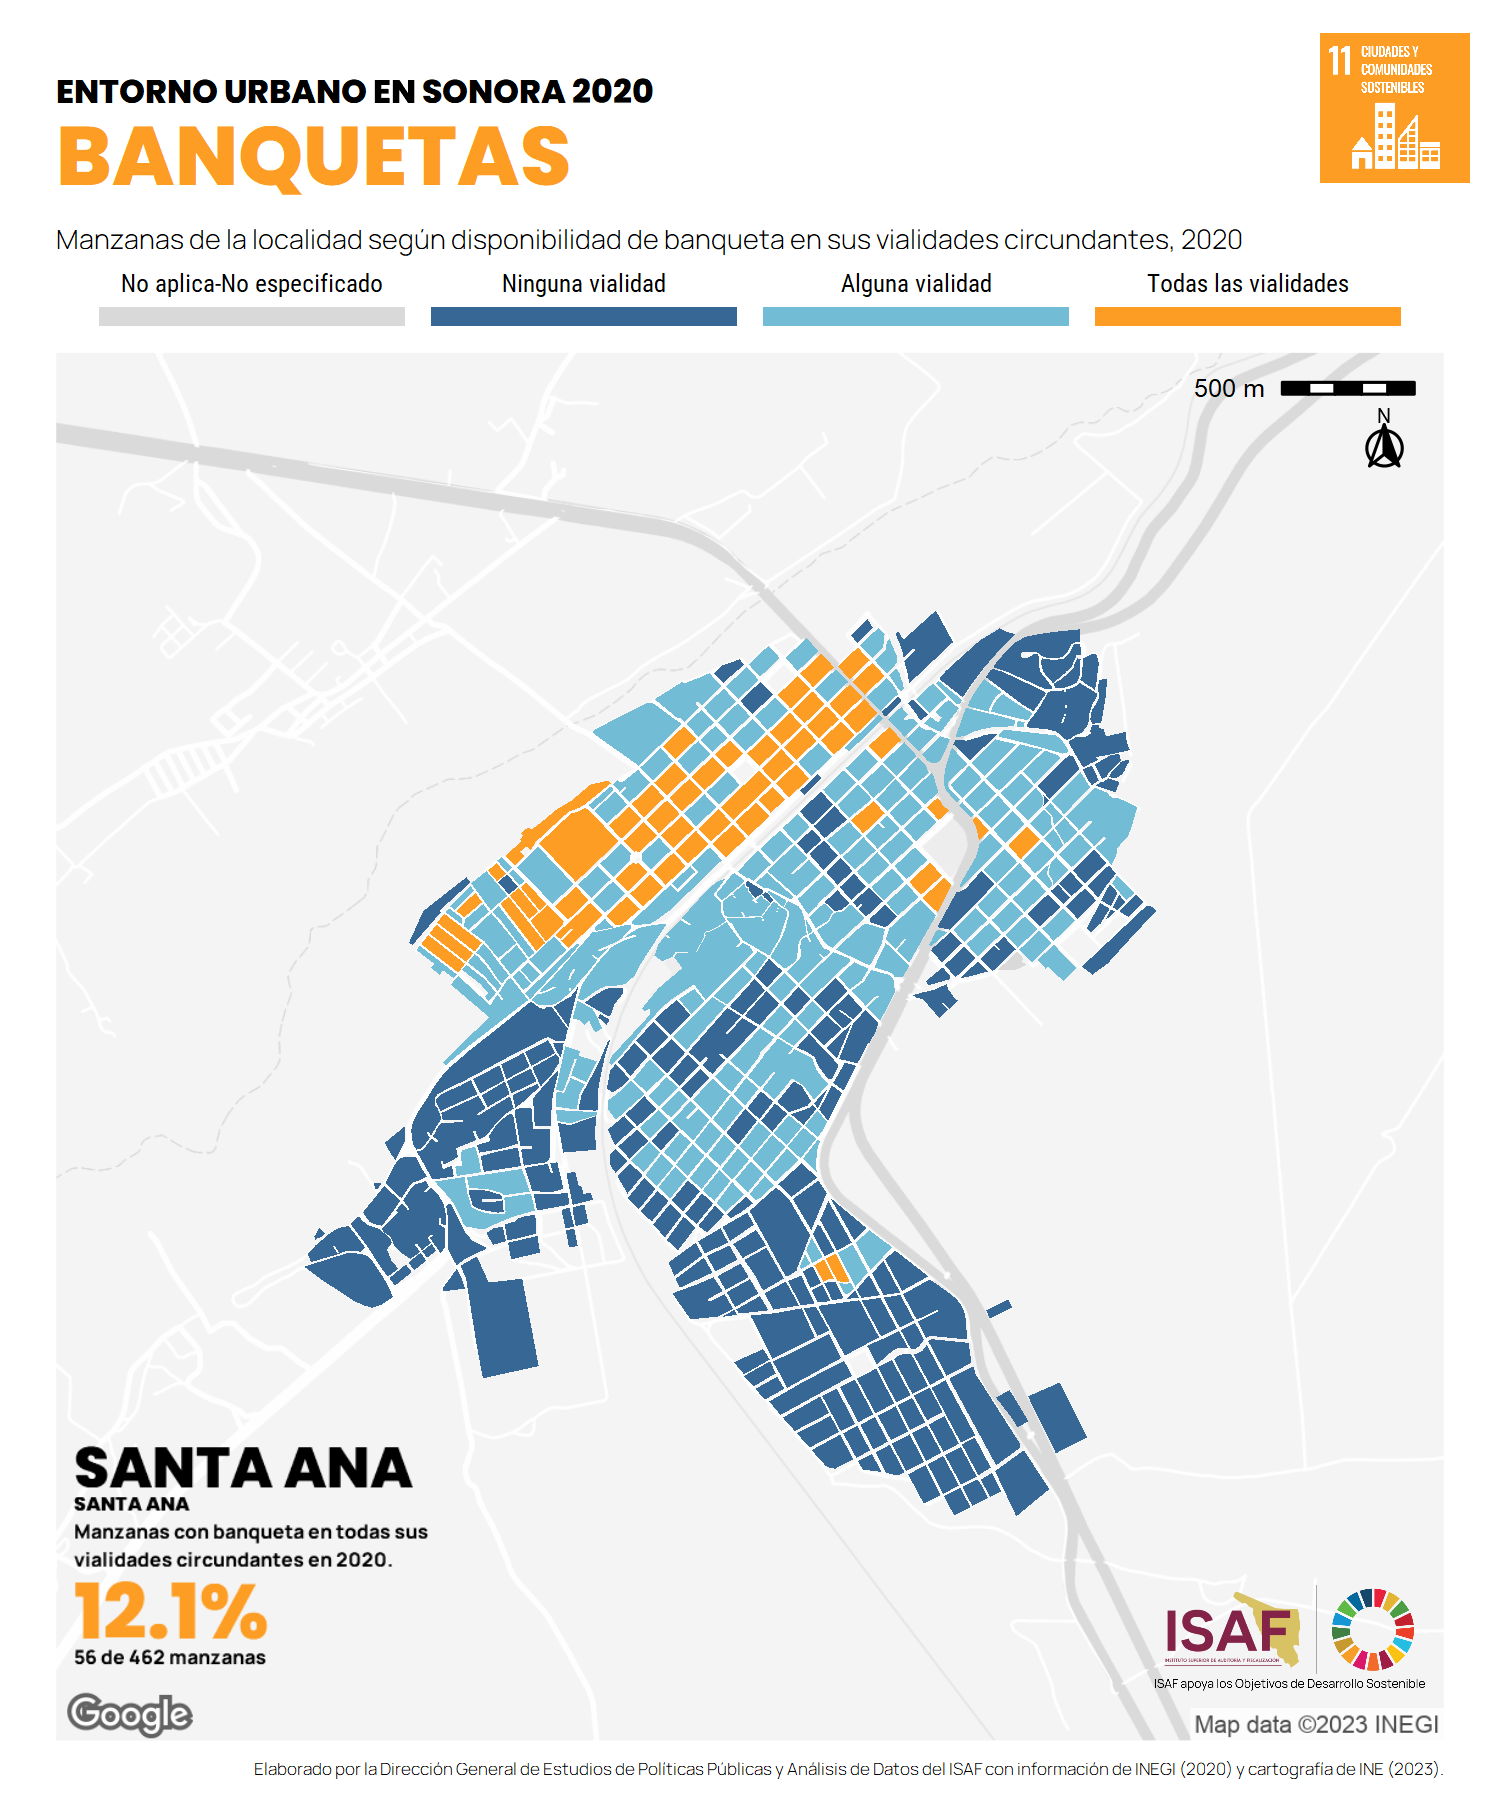 ENTORNO URBANO EN SONORA 2020
BANQUETAS
11 CIUDADES Y
COMUNIDADES
SOSTENIBLES
Manzanas de la localidad según disponibilidad de banqueta en sus vialidades circundantes, 2020
No aplica-No especificado
Ninguna vialidad
Alguna vialidad
Todas las vialidades
500 m
N
SANTA ANA
SANTA ANA
Manzanas con banqueta en todas sus
vialidades circundantes en 2020.
12.1%
56 de 462 manzanas
Google
ISAF
INSTITUTO SUPERIOR DE AUDITORÍA Y FISCALIZACIÓN
ISAF apoya los Objetivos de Desarrollo Sostenible
Map data ©2023 INEGI
Elaborado por la Dirección General de Estudios de Políticas Públicas y Análisis de Datos del ISAF con información de INEGI (2020) y cartografía de INE (2023).